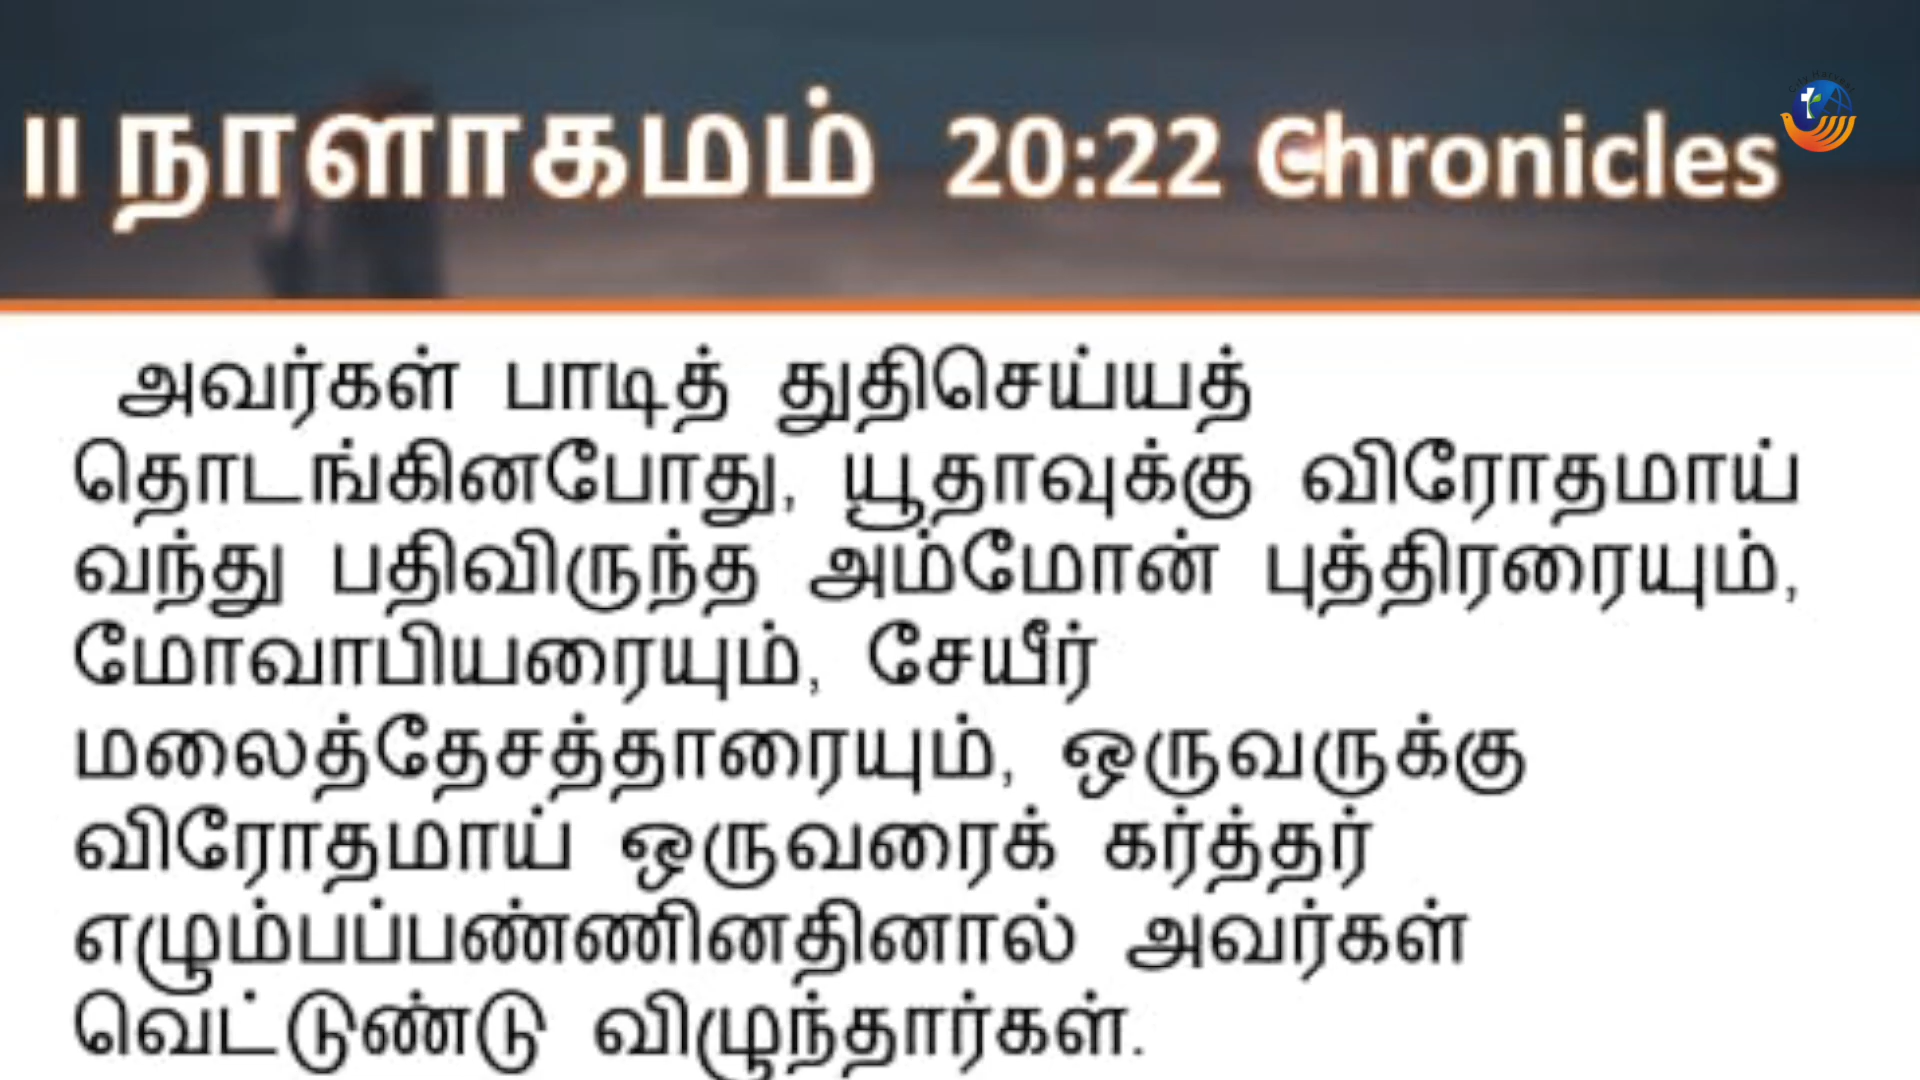 II நாளாகமம் 20:22 Chronicles
அவர்கள் பாடித் துதிசெய்யத்
தொடங்கினபோது, யூதாவுக்கு விரோதமாய்
வந்து பதிவிருந்த அம்மோன் புத்திரரையும்,
மோவாபியரையும், சேயீர்
மலைத்தேசத்தாரையும், ஒருவருக்கு
விரோதமாய் ஒருவரைக் கர்த்தர்
எழும்பப்பண்ணினதினால் அவர்கள்
வெட்டுண்டு விழுந்தார்கள்.